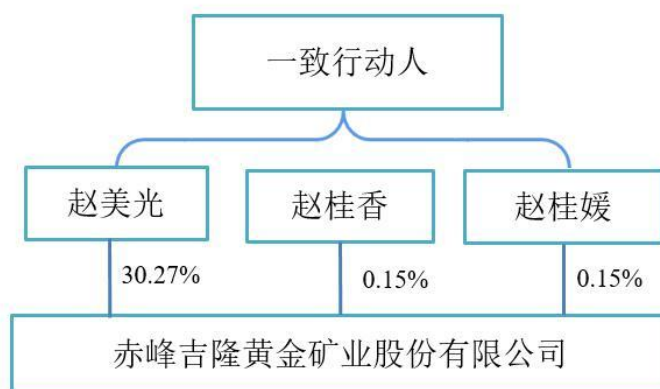 一致行动人
赵美光
赵桂香
赵桂媛
30.27%
0.15%
0.15%
赤峰吉隆黄金矿业股份有限公司